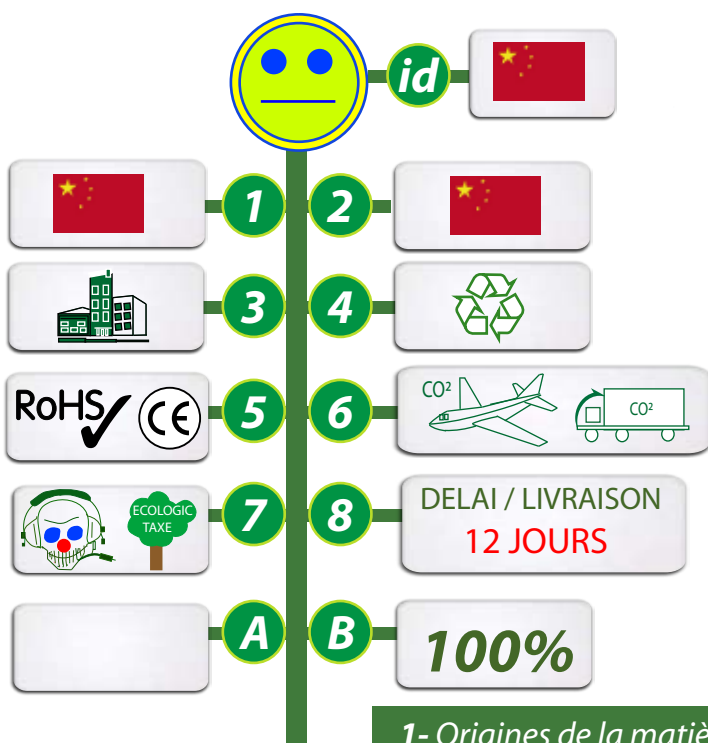 id
1
2
3
4
RoHS CE
5
6
CO²
CO²
ECOLOGIC
TAXE
7
8
DELAI / LIVRAISON
12 JOURS
A
B
100%
1- Origines de la